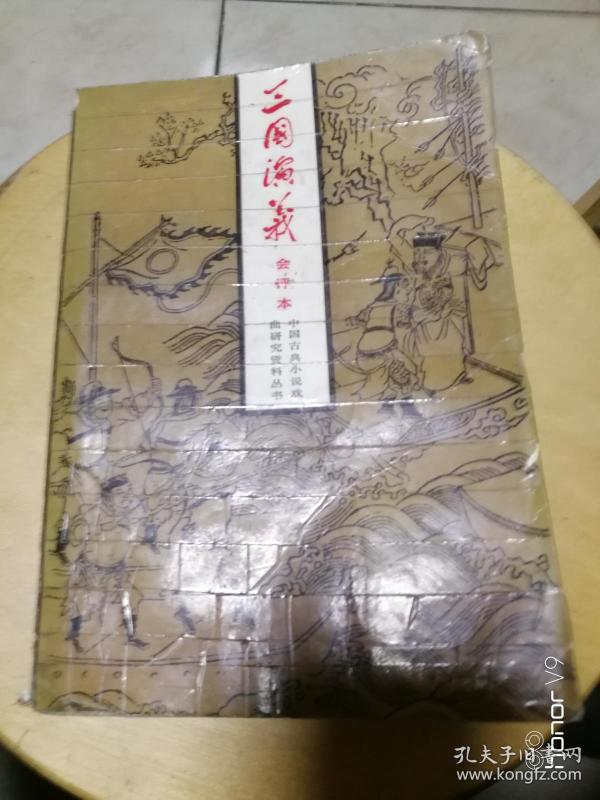 三国演义
会评本
中国古典小说戏
曲研究资料丛书
HONOR V9
孔夫子旧书网
www.kongfz.com